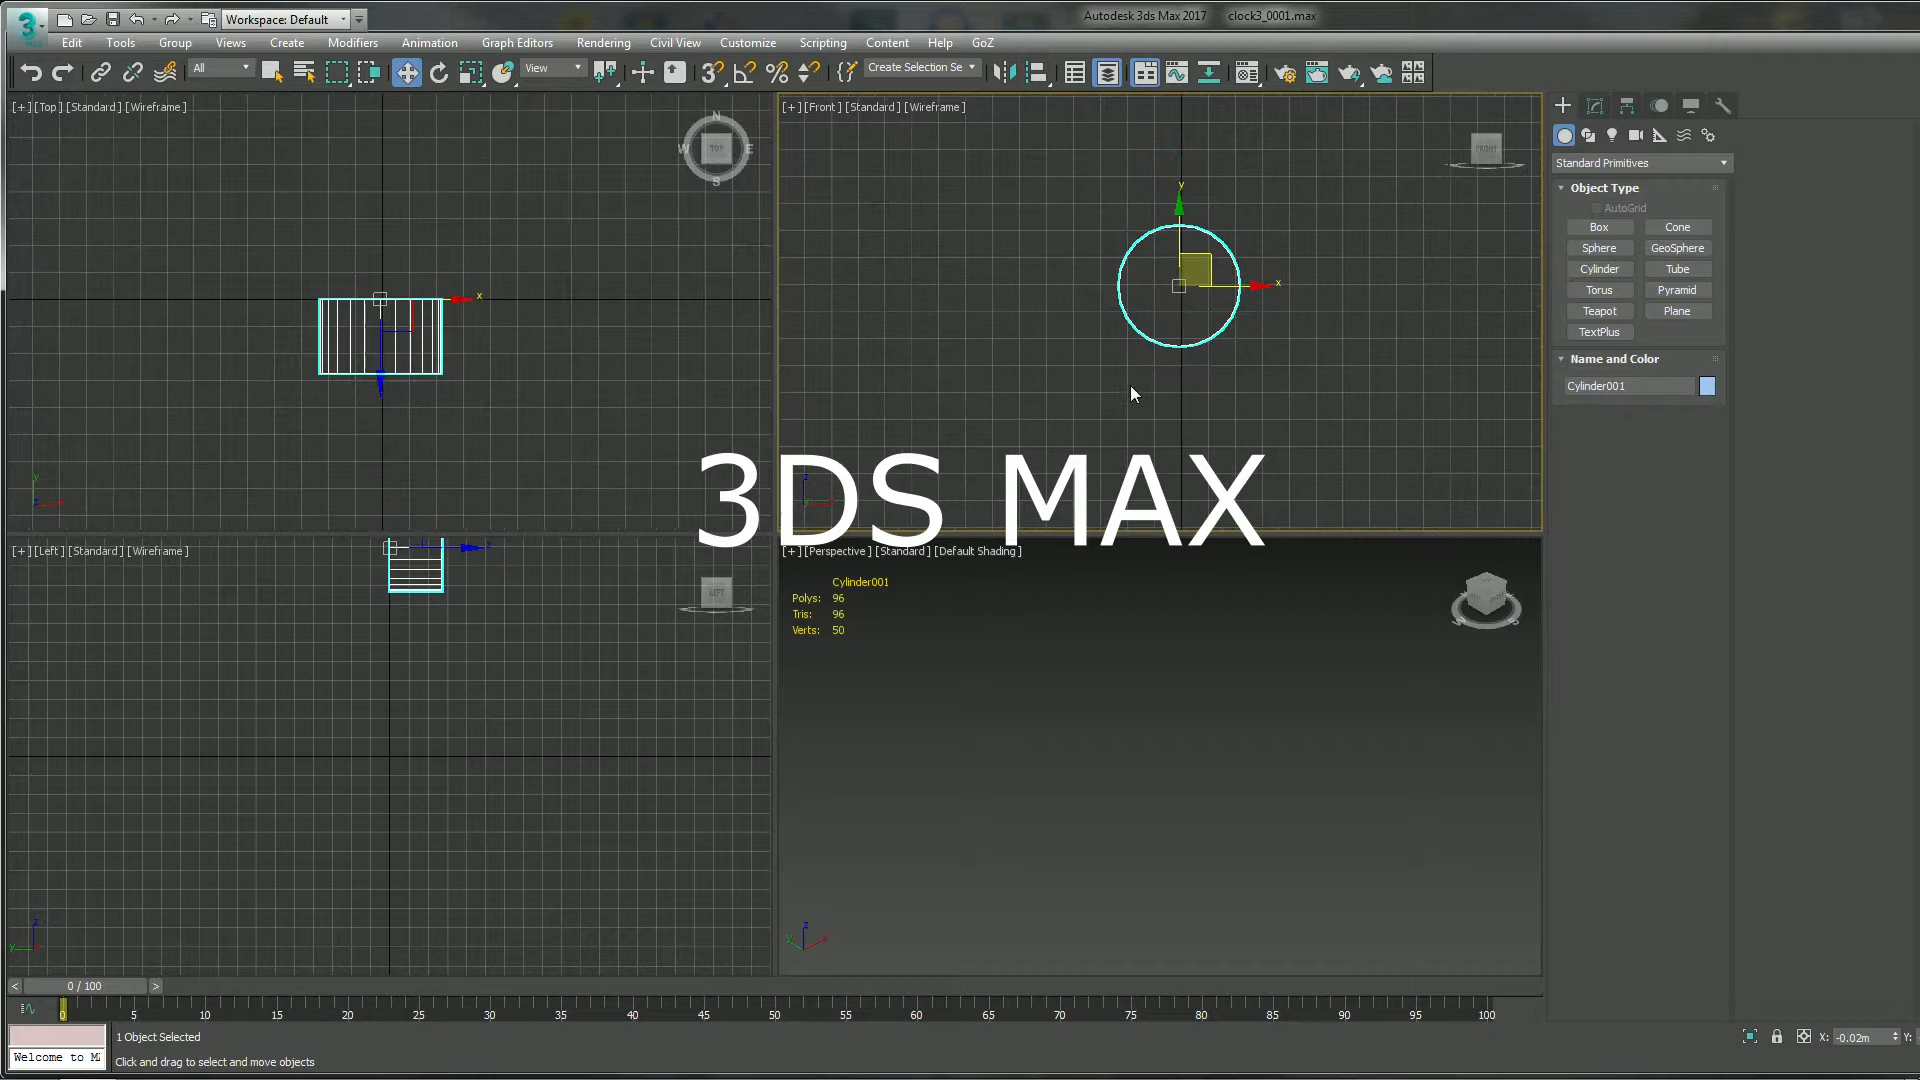 Workspace: Default
Autodesk 3ds Max 2017 clock3_0001.max
Edit Tools Group Views Create Modifiers Animation Graph Editors Rendering Civil View Customize Scripting Content Help GoZ
All View Create Selection Se
[+][Top][Standard][Wireframe]
[+][Front][Standard][Wireframe]
N
W TOP E
S
FRONT
Standard Primitives
Object Type
AutoGrid
Box Cone
Sphere GeoSphere
Cylinder Tube
Torus Pyramid
Teapot Plane
TextPlus
Name and Color
Cylinder001
y
x
x
y
z
z
3DS MAX
[+][Left][Standard][Wireframe]
[+][Perspective][Standard][Default Shading]
LEFT
Cylinder001
Polys: 96
Tris: 96
Verts: 50
W S
z
y
z
y x
< 0 / 100 >
0 5 10 15 20 25 30 35 40 45 50 55 60 65 70 75 80 85 90 95 100
1 Object Selected
X: -0.02m Y:
Welcome to M
Click and drag to select and move objects